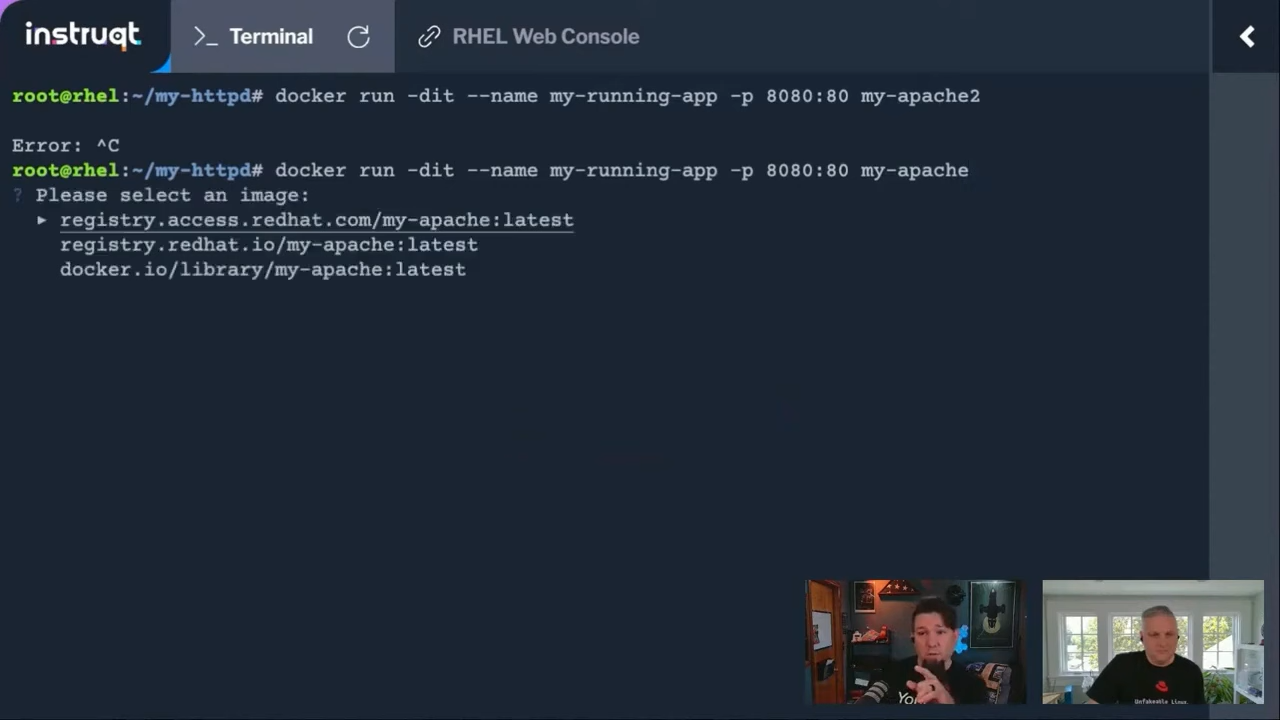 instruqt
>_ Terminal
RHEL Web Console
root@rhel:~/my-httpd# docker run -dit --name my-running-app -p 8080:80 my-apache2
Error: ^C
root@rhel:~/my-httpd# docker run -dit --name my-running-app -p 8080:80 my-apache
? Please select an image:
▸ registry.access.redhat.com/my-apache:latest
registry.redhat.io/my-apache:latest
docker.io/library/my-apache:latest
You
Unfakeable Linux.